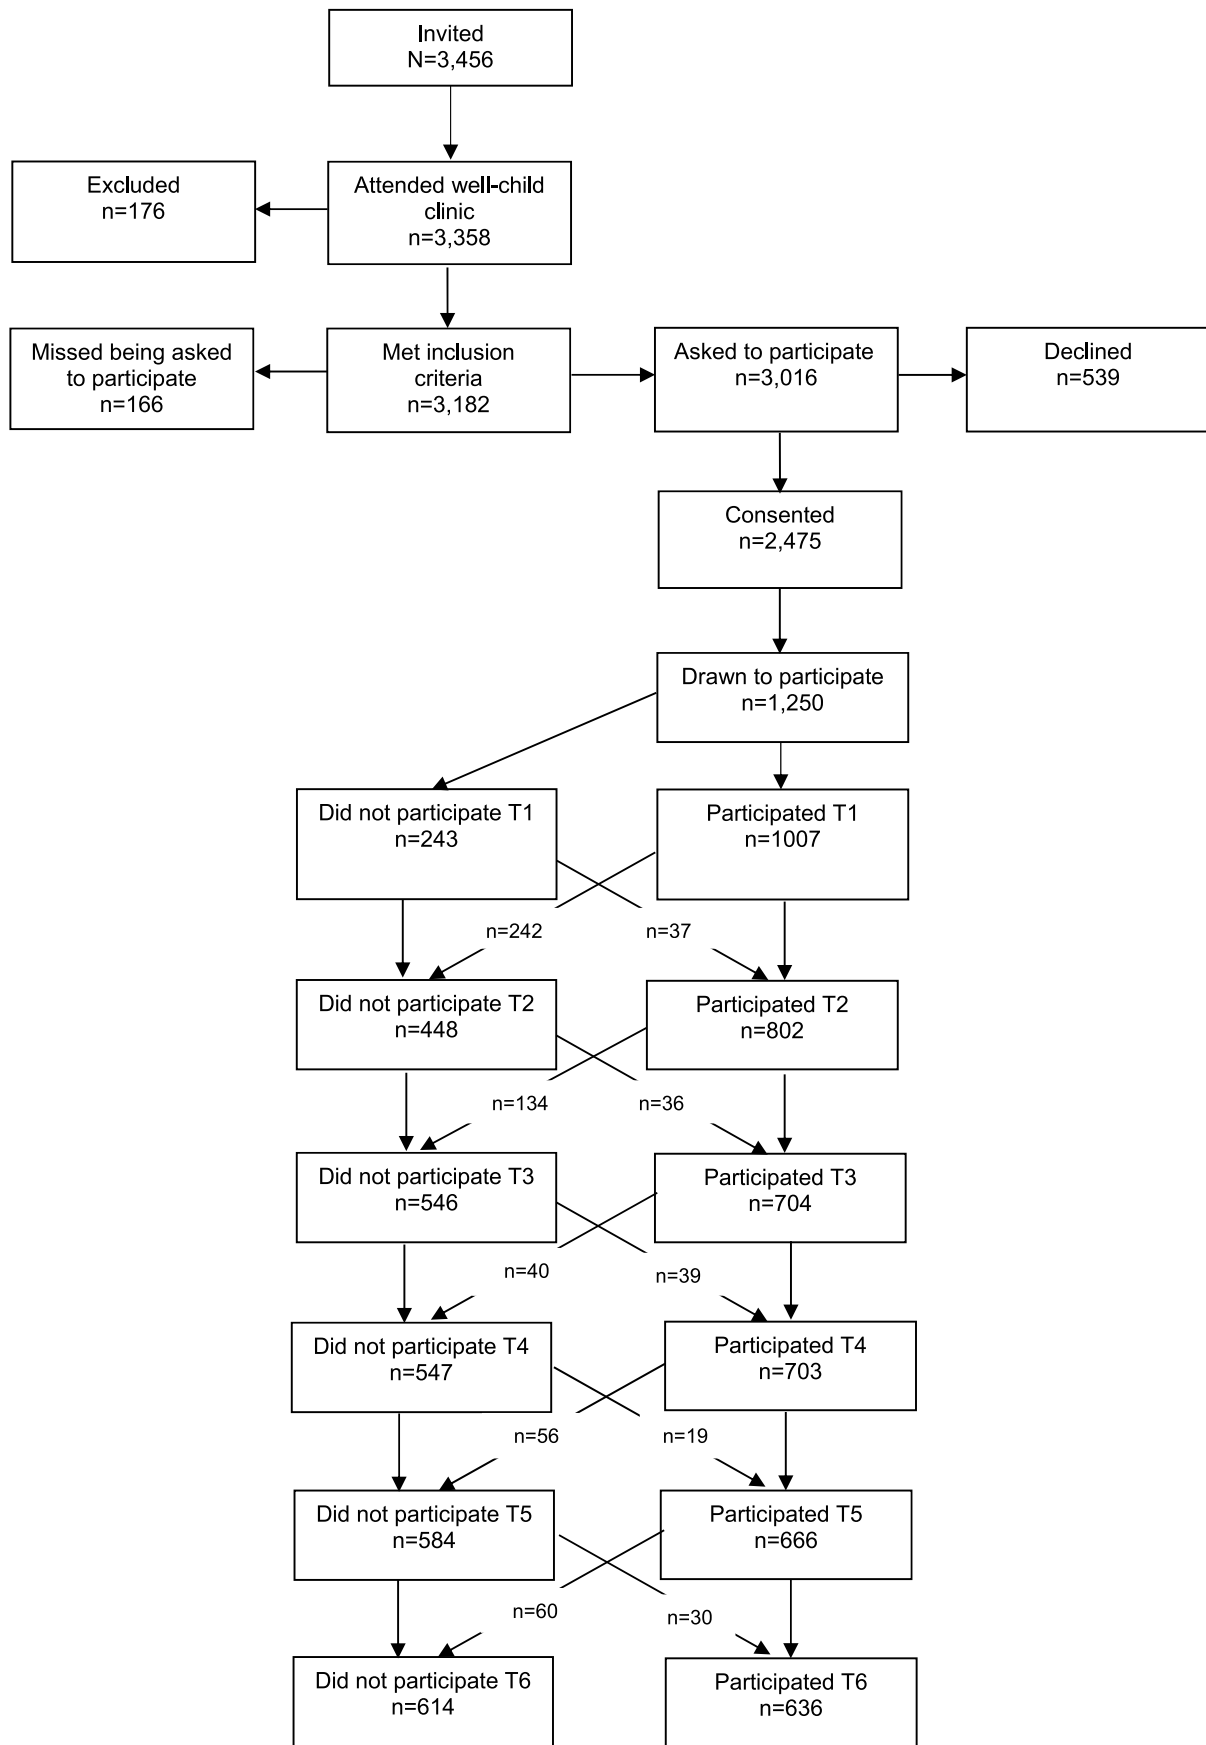 Invited
N=3,456
Excluded
n=176
Attended well-child
clinic
n=3,358
Missed being asked
to participate
n=166
Met inclusion
criteria
n=3,182
Asked to participate
n=3,016
Declined
n=539
Consented
n=2,475
Drawn to participate
n=1,250
Did not participate T1
n=243
Participated T1
n=1007
n=242
n=37
Did not participate T2
n=448
Participated T2
n=802
n=134
n=36
Did not participate T3
n=546
Participated T3
n=704
n=40
n=39
Did not participate T4
n=547
Participated T4
n=703
n=56
n=19
Did not participate T5
n=584
Participated T5
n=666
n=60
n=30
Did not participate T6
n=614
Participated T6
n=636